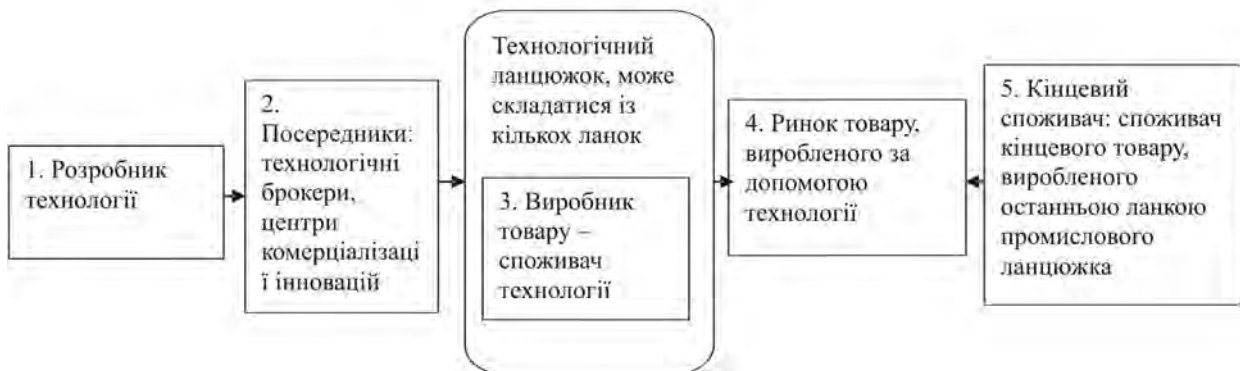 1. Розробник
технології
2.
Посередники:
технологічні
брокери,
центри
комерціалізаці
ї інновацій
Технологічний
ланцюжок, може
складатися із
кількох ланок
3. Виробник
товару –
споживач
технології
4. Ринок товару,
виробленого за
допомогою
технології
5. Кінцевий
споживач: споживач
кінцевого товару,
виробленого
останньою ланкою
промислового
ланцюжка